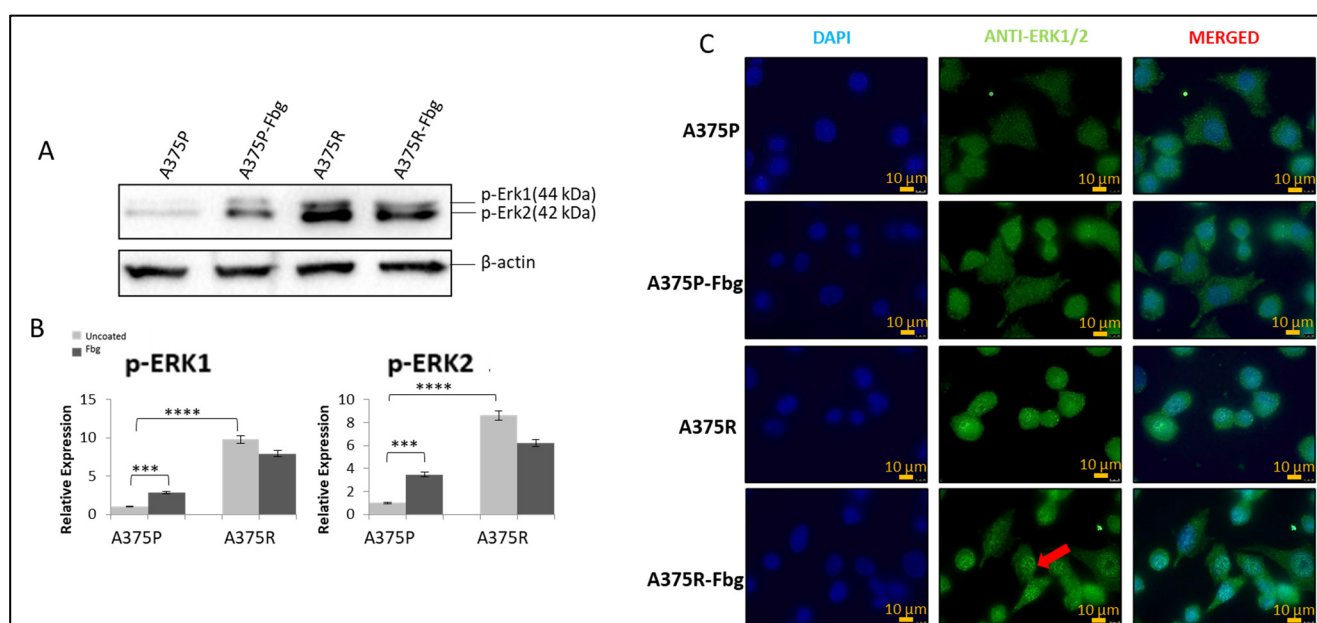 A
A375P
A375P-Fbg
A375R
A375R-Fbg
p-Erk1(44 kDa)
p-Erk2(42 kDa)
β-actin
B
Uncoated
Fbg
p-ERK1
Relative Expression
15
10
5
0
***
****
A375P
A375R
p-ERK2
Relative Expression
10
8
6
4
2
0
***
****
A375P
A375R
C
DAPI
ANTI-ERK1/2
MERGED
A375P
10 µm
10 µm
10 µm
A375P-Fbg
10 µm
10 µm
10 µm
A375R
10 µm
10 µm
10 µm
A375R-Fbg
10 µm
10 µm
10 µm